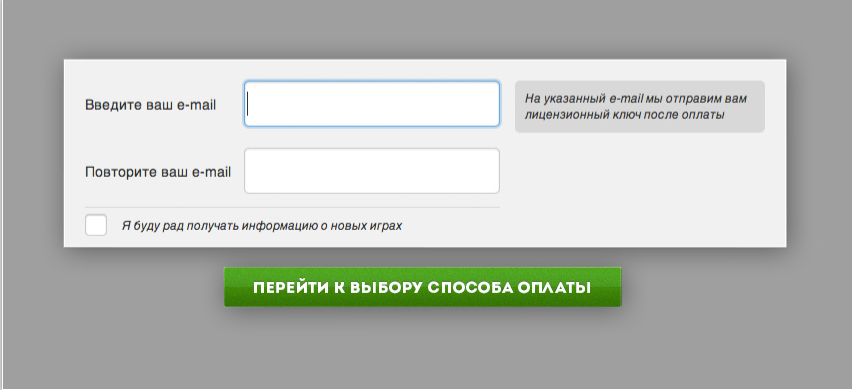 Введите ваш e-mail
На указанный e-mail мы отправим вам
лицензионный ключ после оплаты
Повторите ваш e-mail
Я буду рад получать информацию о новых играх
ПЕРЕЙТИ К ВЫБОРУ СПОСОБА ОПЛАТЫ